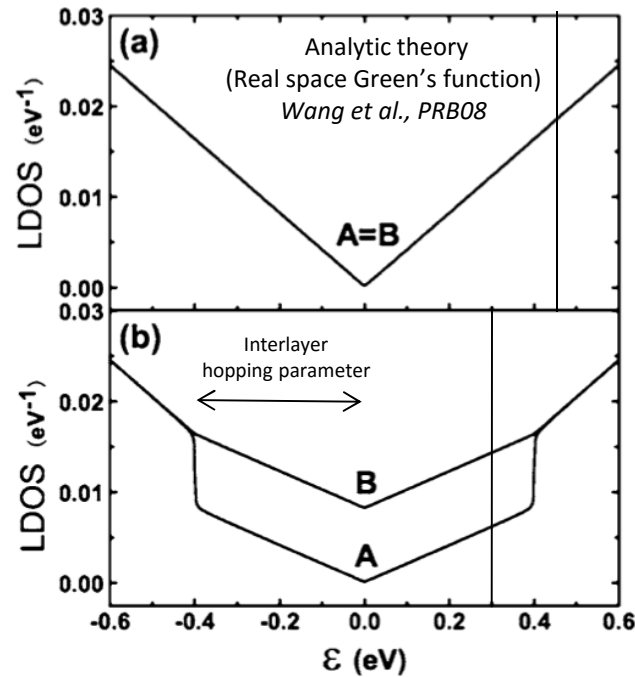 0.03
(a)
Analytic theory
(Real space Green's function)
Wang et al., PRB08
0.02
LDOS (eV-1)
0.01
A=B
0.00
0.03
(b)
Interlayer
hopping parameter
0.02
LDOS (eV-1)
B
0.01
A
0.00
-0.6 -0.4 -0.2 0.0 0.2 0.4 0.6
ε (eV)